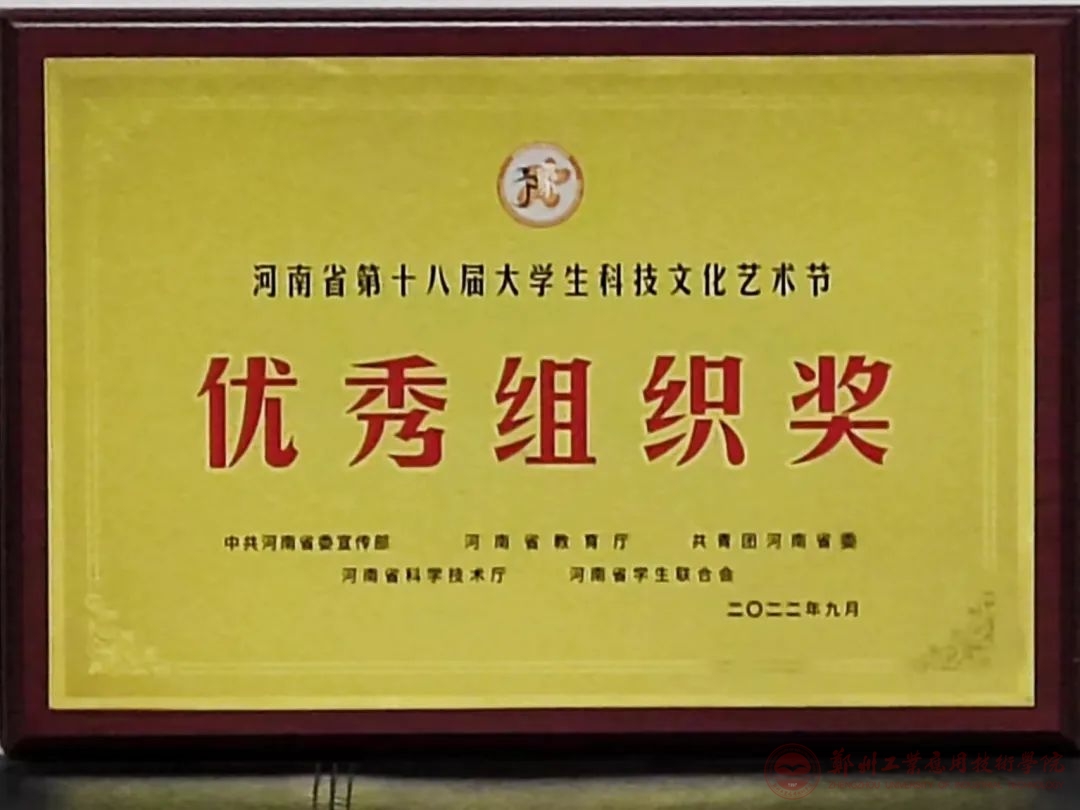 河南省第十八届大学生科技文化艺术节
优秀组织奖
中共河南省委宣传部 河南省教育厅 共青团河南省委
河南省科学技术厅 河南省学生联合会
二〇二二年九月
郑州工业应用技术学院